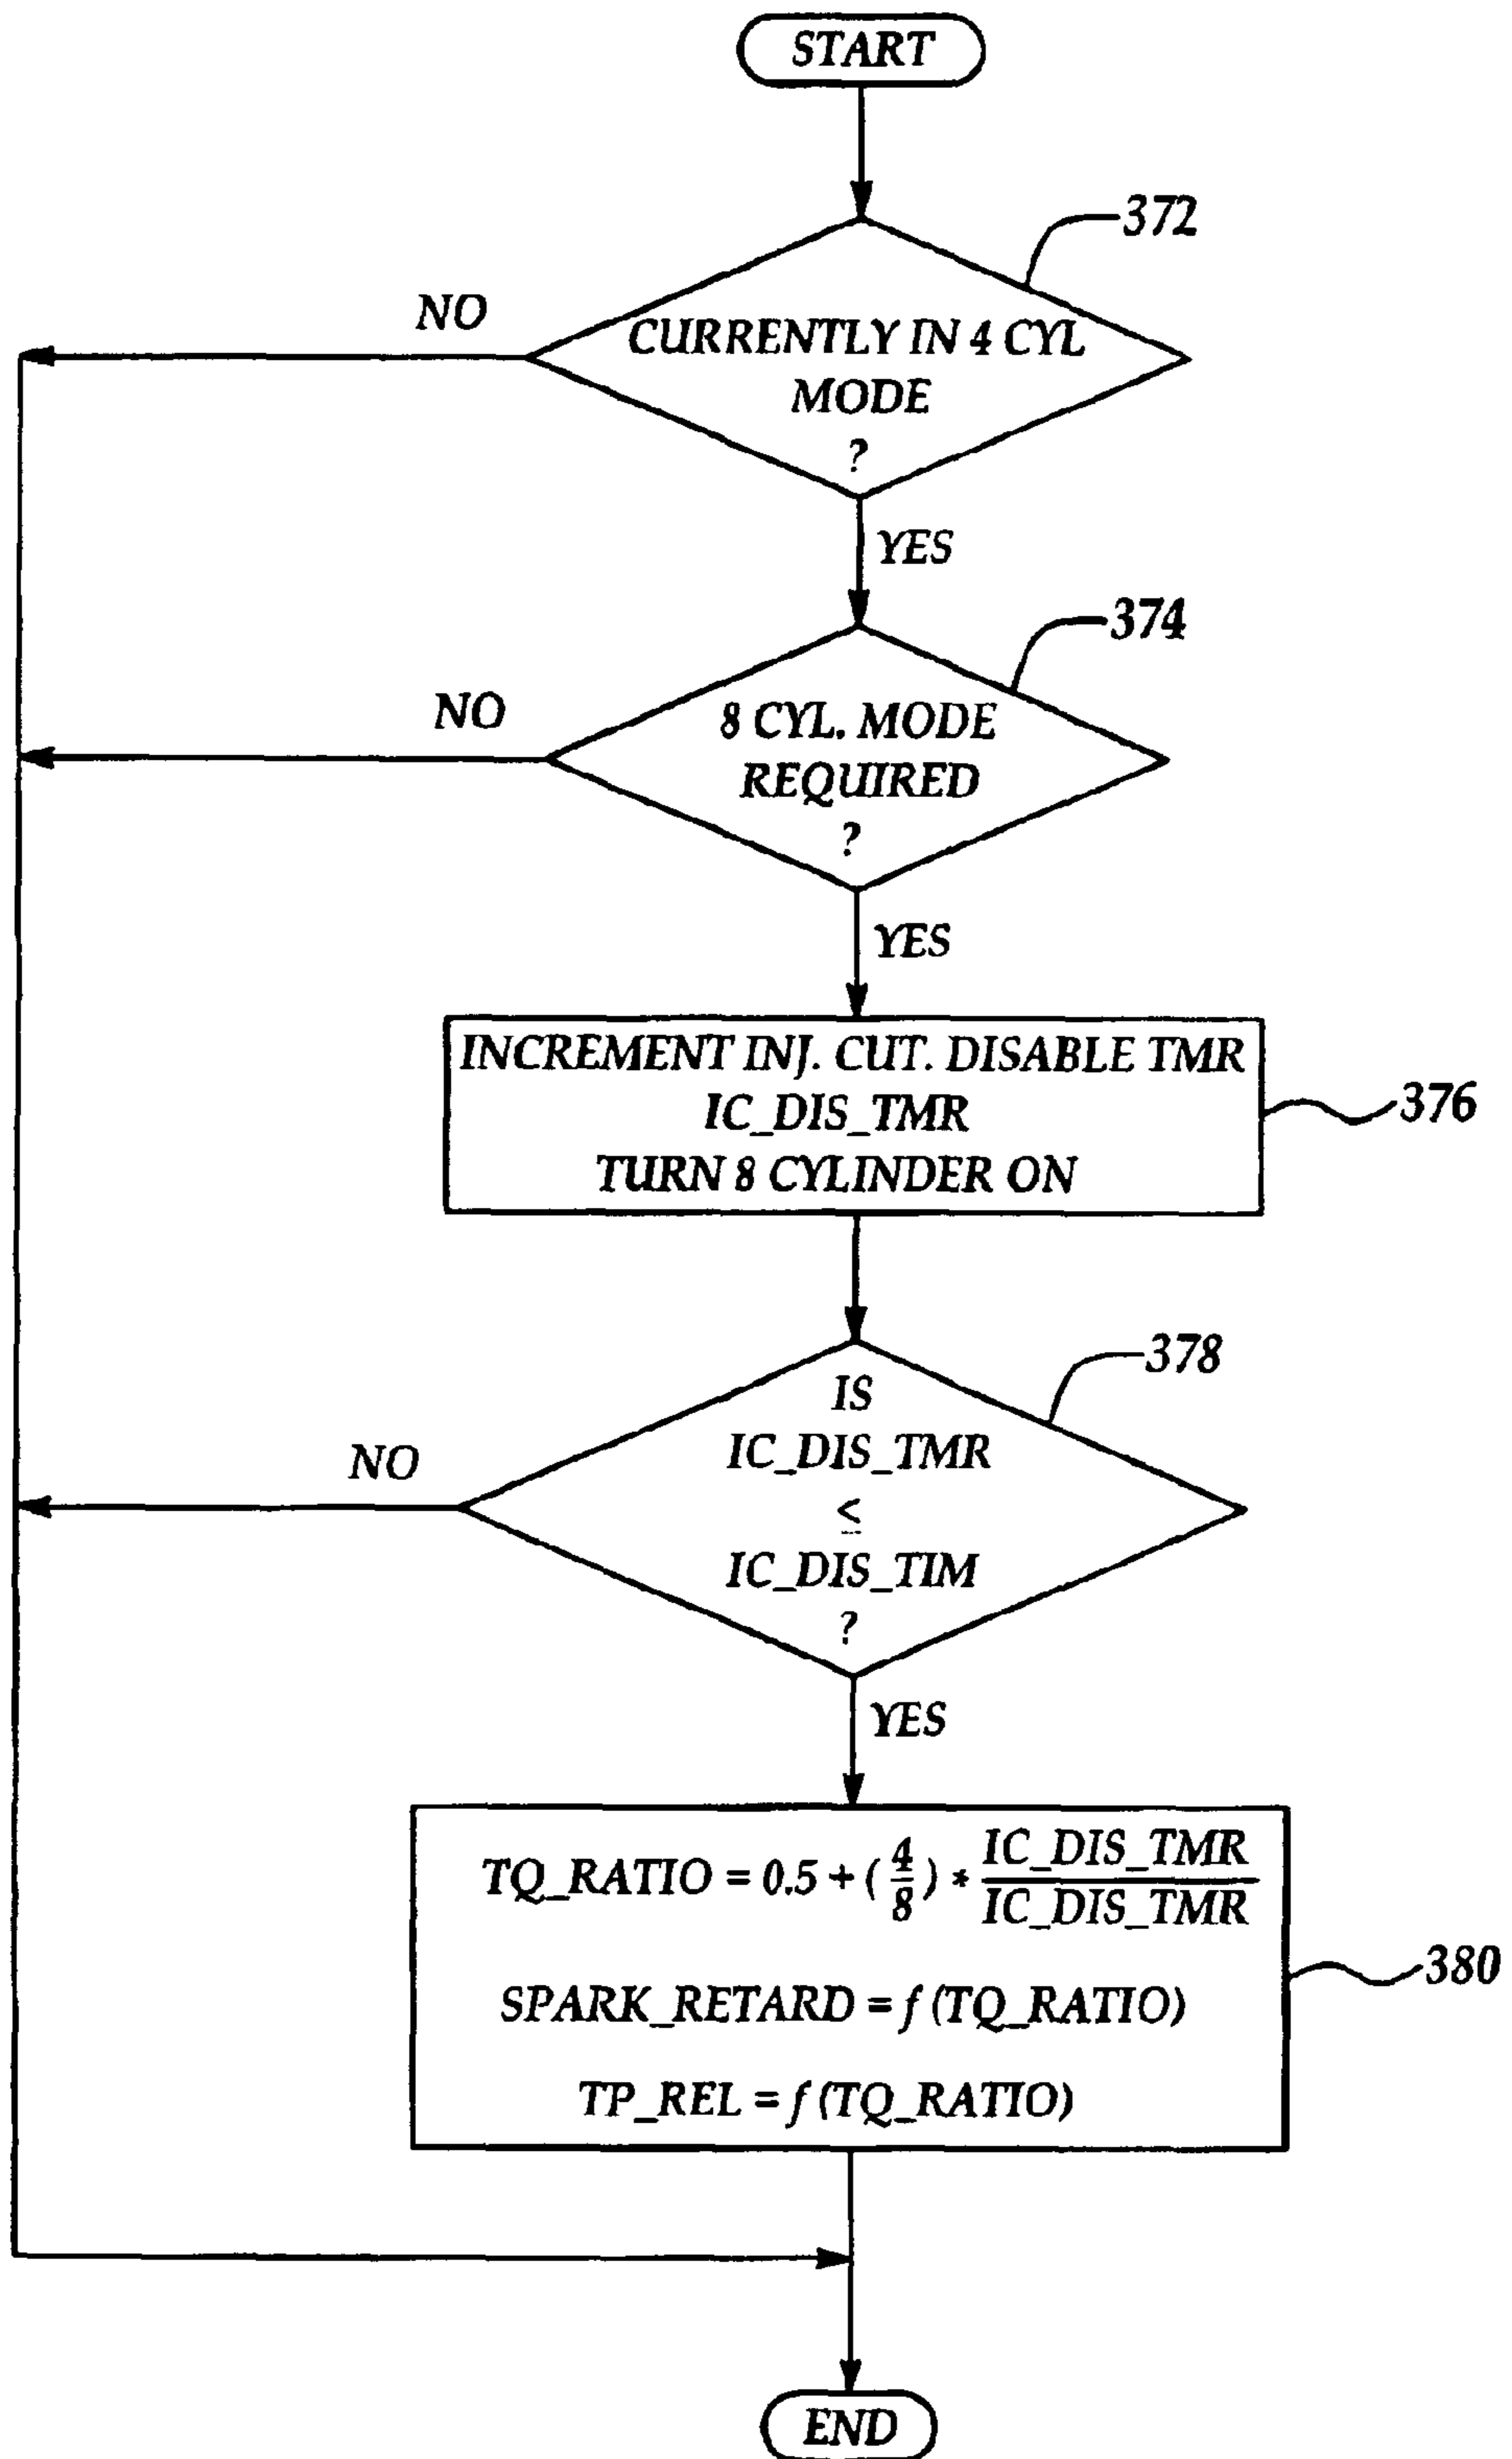 START
372
NO
CURRENTLY IN 4 CYL
MODE
?
YES
374
NO
8 CYL. MODE
REQUIRED
?
YES
INCREMENT INJ. CUT. DISABLE TMR
IC_DIS_TMR
TURN 8 CYLINDER ON
376
378
NO
IS
IC_DIS_TMR
≤
IC_DIS_TIM
?
YES
TQ_RATIO = 0.5 + (4/8) * IC_DIS_TMR/IC_DIS_TMR
SPARK_RETARD = f (TQ_RATIO)
380
TP_REL = f (TQ_RATIO)
END